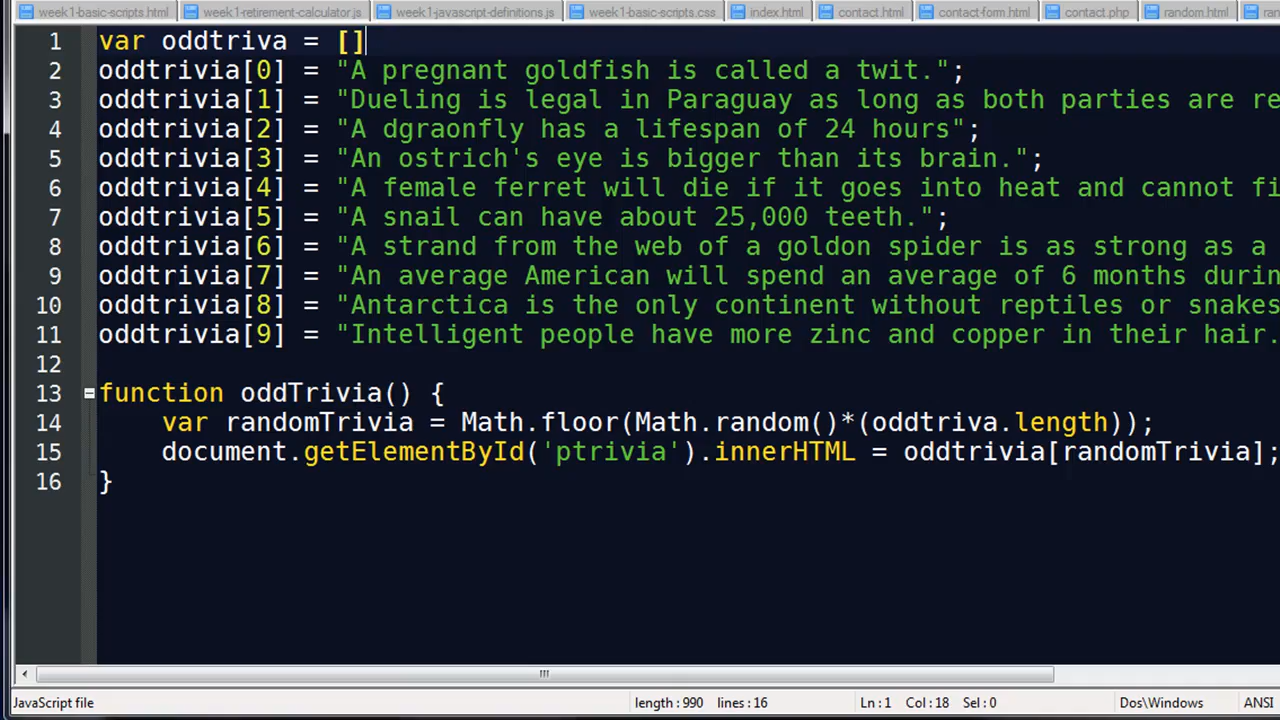 week1-basic-scripts.html week1-retirement-calculator.js week1-javascript-definitions.js week1-basic-scripts.css index.html contact.html contact-form.html contact.php random.html
1 var oddtriva = []
2 oddtrivia[0] = "A pregnant goldfish is called a twit.";
3 oddtrivia[1] = "Dueling is legal in Paraguay as long as both parties are re
4 oddtrivia[2] = "A dgraonfly has a lifespan of 24 hours";
5 oddtrivia[3] = "An ostrich's eye is bigger than its brain.";
6 oddtrivia[4] = "A female ferret will die if it goes into heat and cannot fi
7 oddtrivia[5] = "A snail can have about 25,000 teeth.";
8 oddtrivia[6] = "A strand from the web of a goldon spider is as strong as a
9 oddtrivia[7] = "An average American will spend an average of 6 months durin
10 oddtrivia[8] = "Antarctica is the only continent without reptiles or snakes
11 oddtrivia[9] = "Intelligent people have more zinc and copper in their hair.
12
13 function oddTrivia() {
14 var randomTrivia = Math.floor(Math.random()*(oddtriva.length));
15 document.getElementById('ptrivia').innerHTML = oddtrivia[randomTrivia];
16 }
JavaScript file length : 990 lines : 16 Ln : 1 Col : 18 Sel : 0 Dos\Windows ANSI